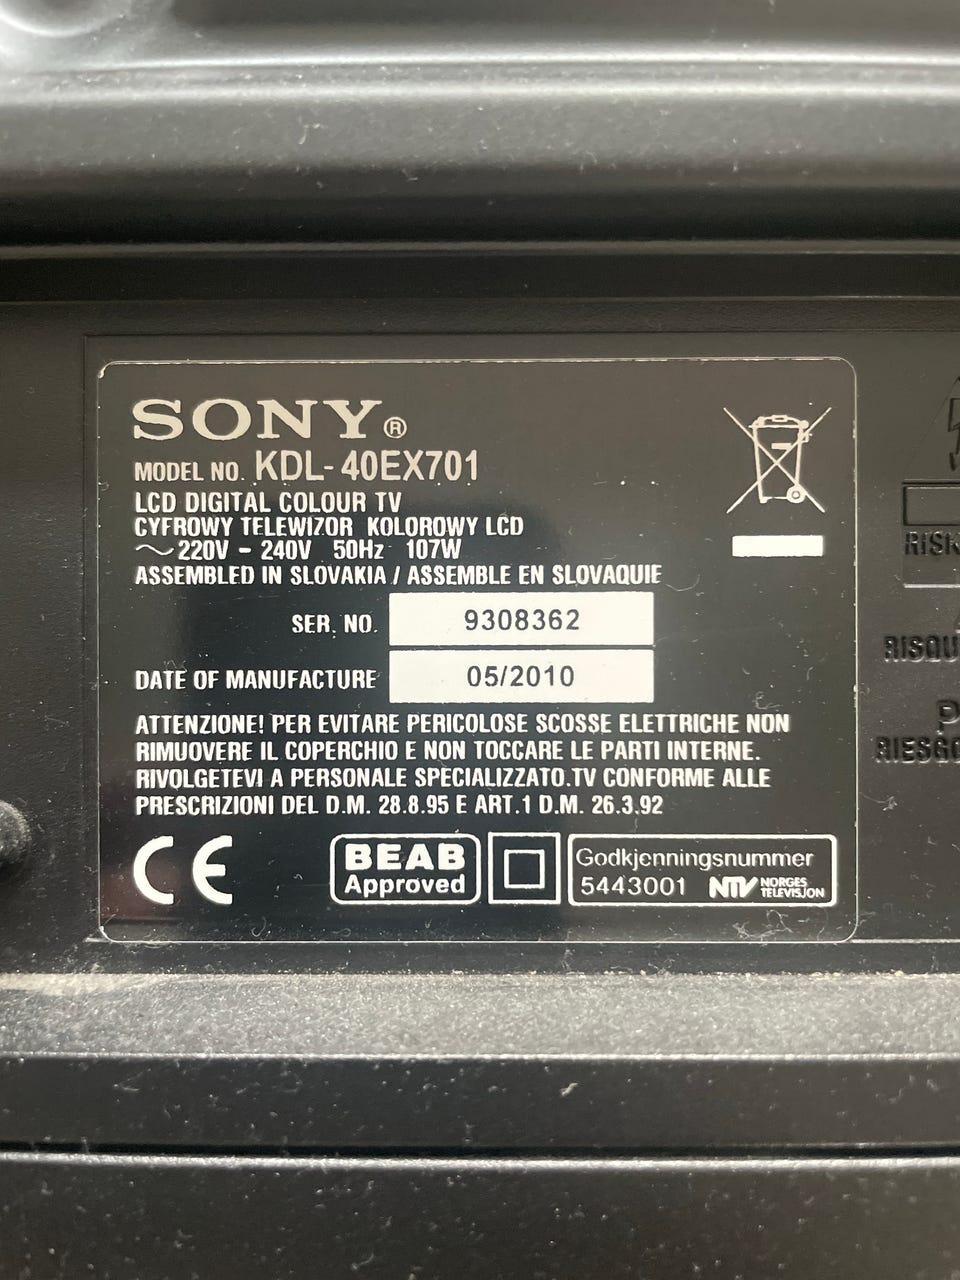 SONY®
MODEL NO. KDL-40EX701
LCD DIGITAL COLOUR TV
CYFROWY TELEWIZOR KOLOROWY LCD
~ 220V - 240V 50Hz 107W
ASSEMBLED IN SLOVAKIA / ASSEMBLE EN SLOVAQUIE
SER. NO. 9308362
DATE OF MANUFACTURE 05/2010
ATTENZIONE! PER EVITARE PERICOLOSE SCOSSE ELETTRICHE NON
RIMUOVERE IL COPERCHIO E NON TOCCARE LE PARTI INTERNE.
RIVOLGETEVI A PERSONALE SPECIALIZZATO.TV CONFORME ALLE
PRESCRIZIONI DEL D.M. 28.8.95 E ART.1 D.M. 26.3.92
CE
BEAB
Approved
Godkjenningsnummer
5443001 NTV NORGES
TELEVISJON
RISK